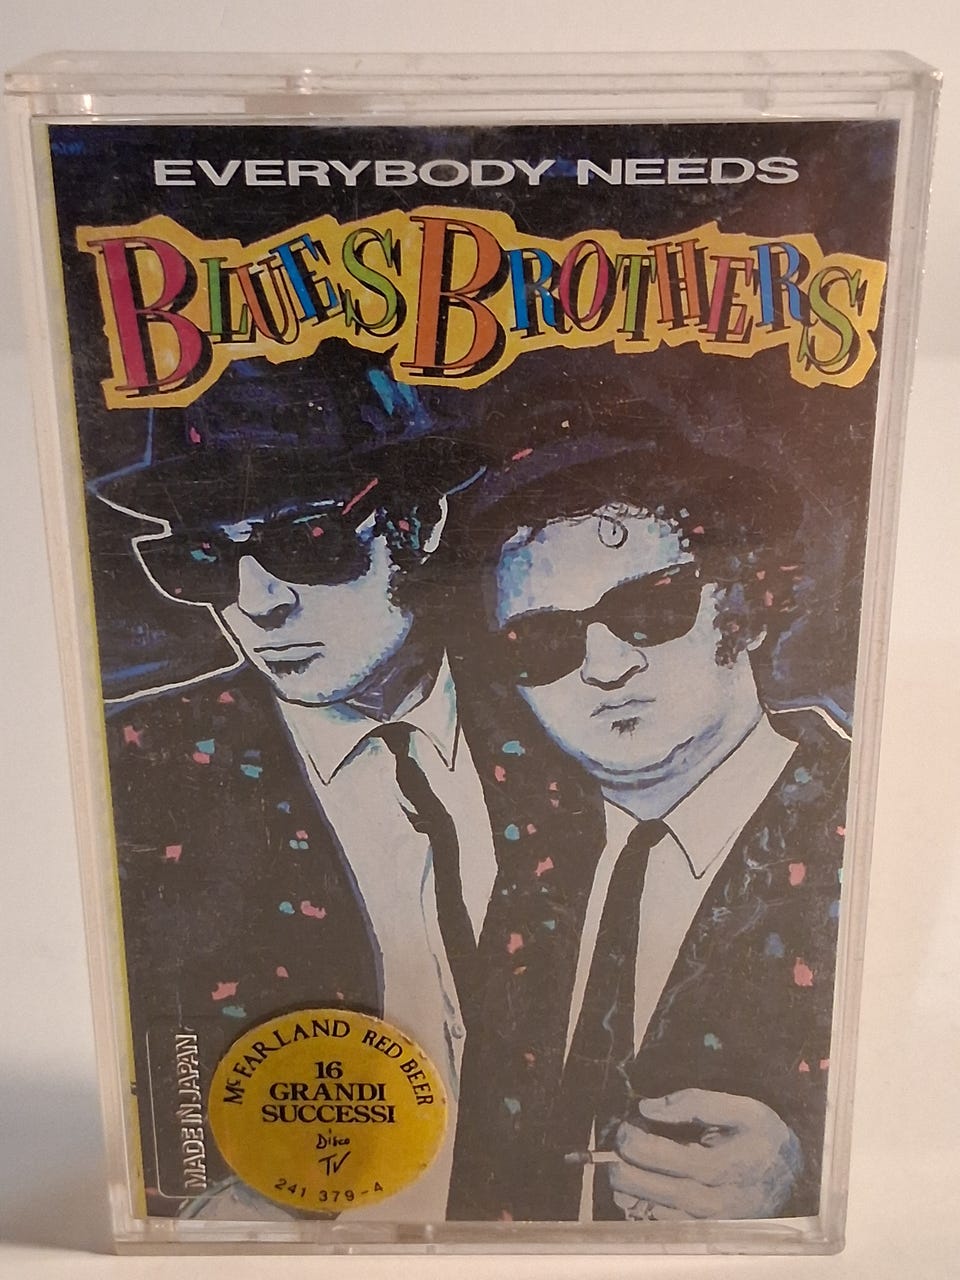 EVERYBODY NEEDS
BLUES BROTHERS
McFARLAND RED BEER
16
GRANDI
SUCCESSI
Disco
TV
241 379-4
MADE IN JAPAN